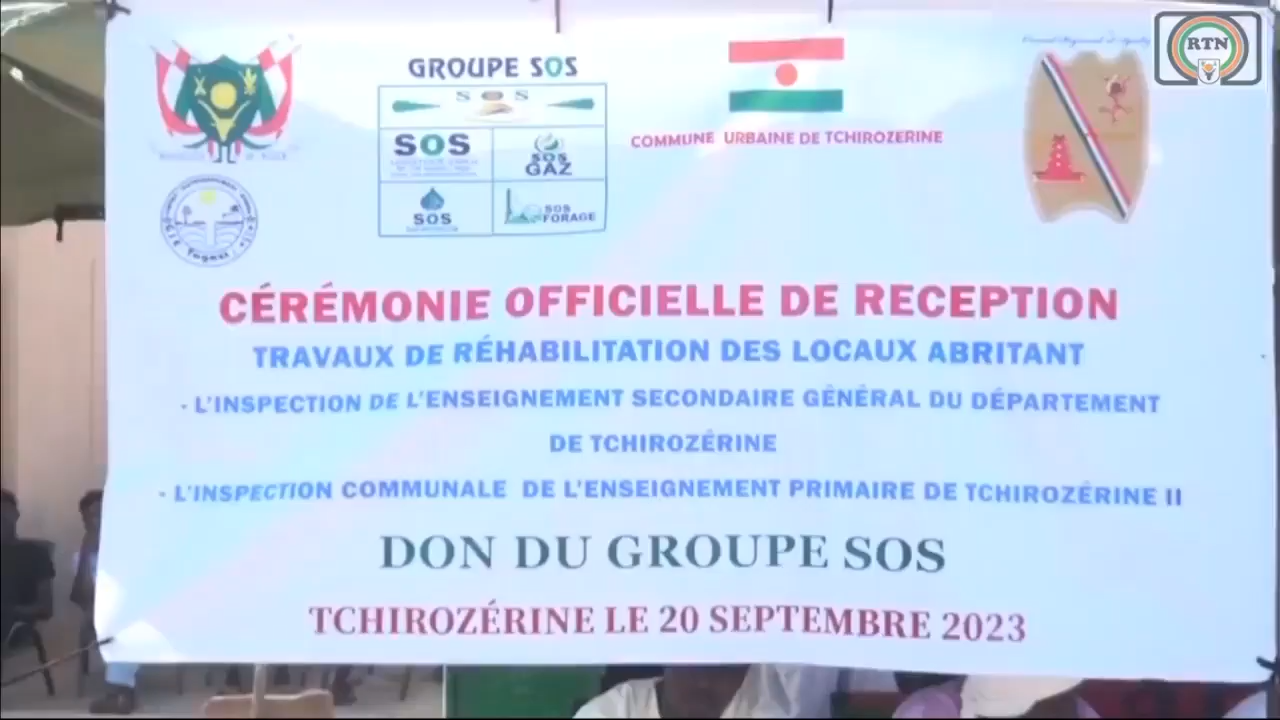 RTN
GROUPE SOS
S O S
SOS
SOS GAZ
SOS
SOS FORAGE
COMMUNE URBAINE DE TCHIROZERINE
CÉRÉMONIE OFFICIELLE DE RECEPTION
TRAVAUX DE RÉHABILITATION DES LOCAUX ABRITANT
- L'INSPECTION DE L'ENSEIGNEMENT SECONDAIRE GÉNÉRAL DU DÉPARTEMENT
DE TCHIROZÉRINE
- L'INSPECTION COMMUNALE DE L'ENSEIGNEMENT PRIMAIRE DE TCHIROZÉRINE II
DON DU GROUPE SOS
TCHIROZÉRINE LE 20 SEPTEMBRE 2023